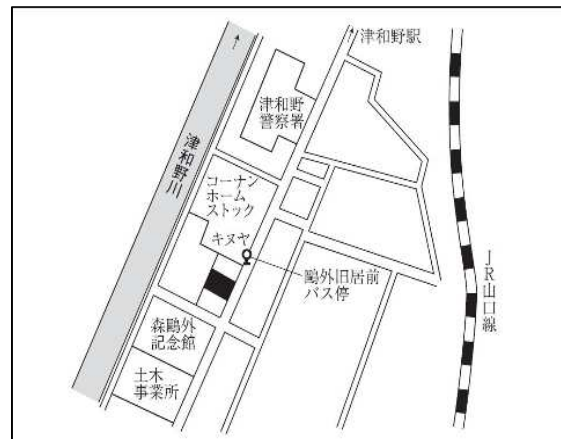 津和野駅
津和野
警察署
津和野川
コーナン
ホーム
ストック
キヌヤ
鷗外旧居前
バス停
JR山口線
森鷗外
記念館
土木
事業所